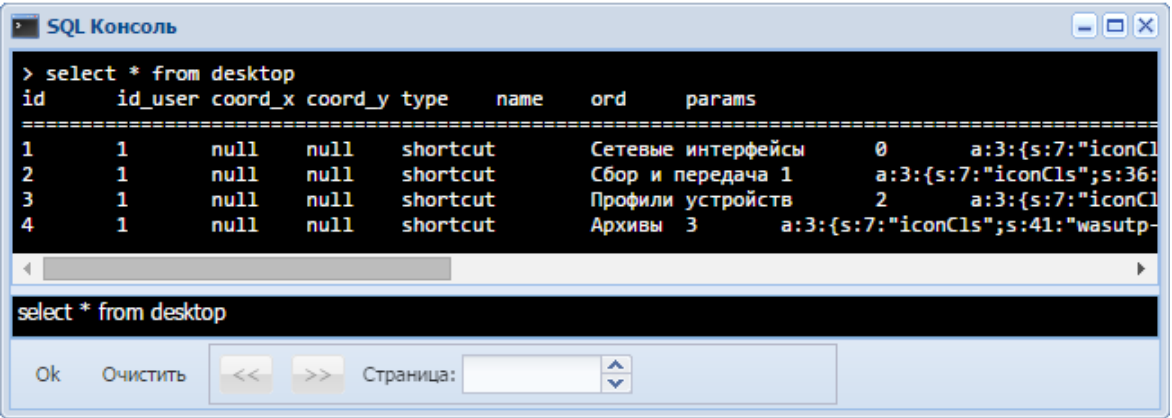 SQL Консоль
> select * from desktop
id id_user coord_x coord_y type name ord params
================================================================================================
1 1 null null shortcut Сетевые интерфейсы 0 a:3:{s:7:"iconCl
2 1 null null shortcut Сбор и передача 1 a:3:{s:7:"iconCls";s:36:
3 1 null null shortcut Профили устройств 2 a:3:{s:7:"iconCl
4 1 null null shortcut Архивы 3 a:3:{s:7:"iconCls";s:41:"wasutp-
select * from desktop
Ok Очистить << >> Страница: